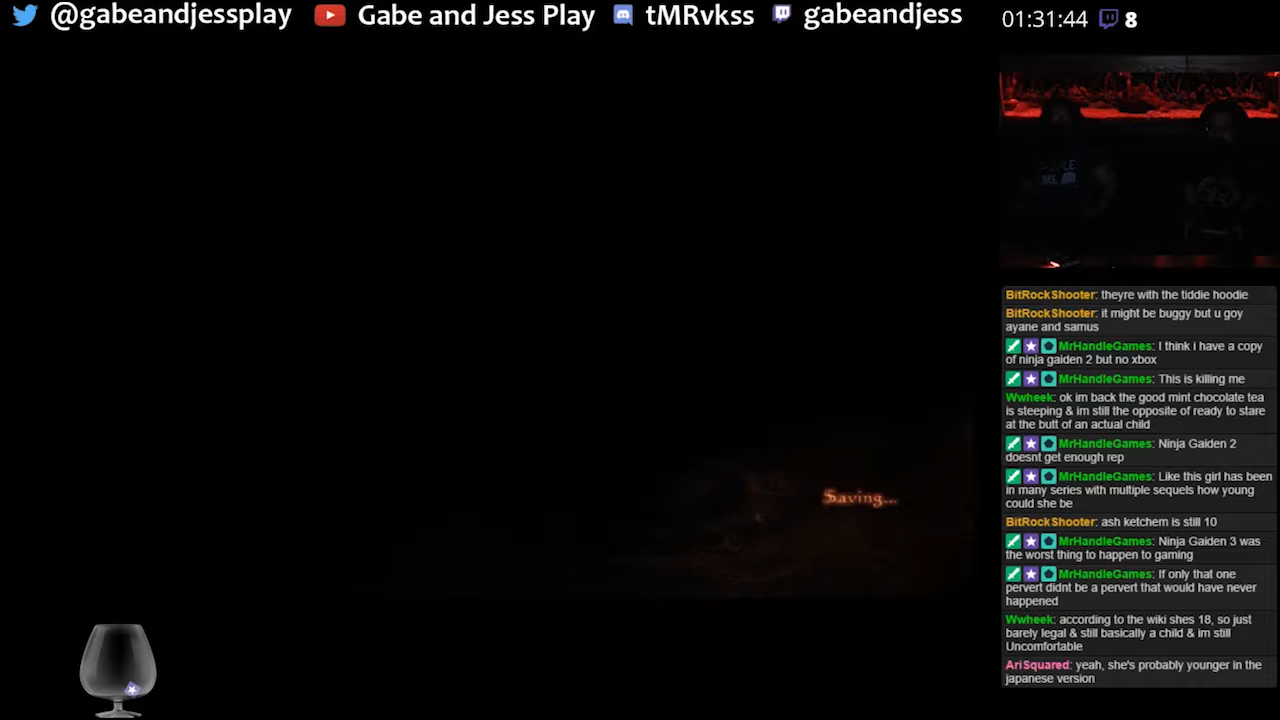 @gabeandjessplay Gabe and Jess Play tMRvkss gabeandjess
01:31:44 8
BitRockShooter: theyre with the tiddie hoodie
BitRockShooter: it might be buggy but u goy
ayane and samus
MrHandleGames: I think i have a copy
of ninja gaiden 2 but no xbox
MrHandleGames: This is killing me
Wwheek: ok im back the good mint chocolate tea
is steeping & im still the opposite of ready to stare
at the butt of an actual child
MrHandleGames: Ninja Gaiden 2
doesnt get enough rep
MrHandleGames: Like this girl has been
in many series with multiple sequels how young
could she be
BitRockShooter: ash ketchem is still 10
MrHandleGames: Ninja Gaiden 3 was
the worst thing to happen to gaming
MrHandleGames: If only that one
pervert didnt be a pervert that would have never
happened
Wwheek: according to the wiki shes 18, so just
barely legal & still basically a child & im still
Uncomfortable
AriSquared: yeah, she's probably younger in the
japanese version
Saving...